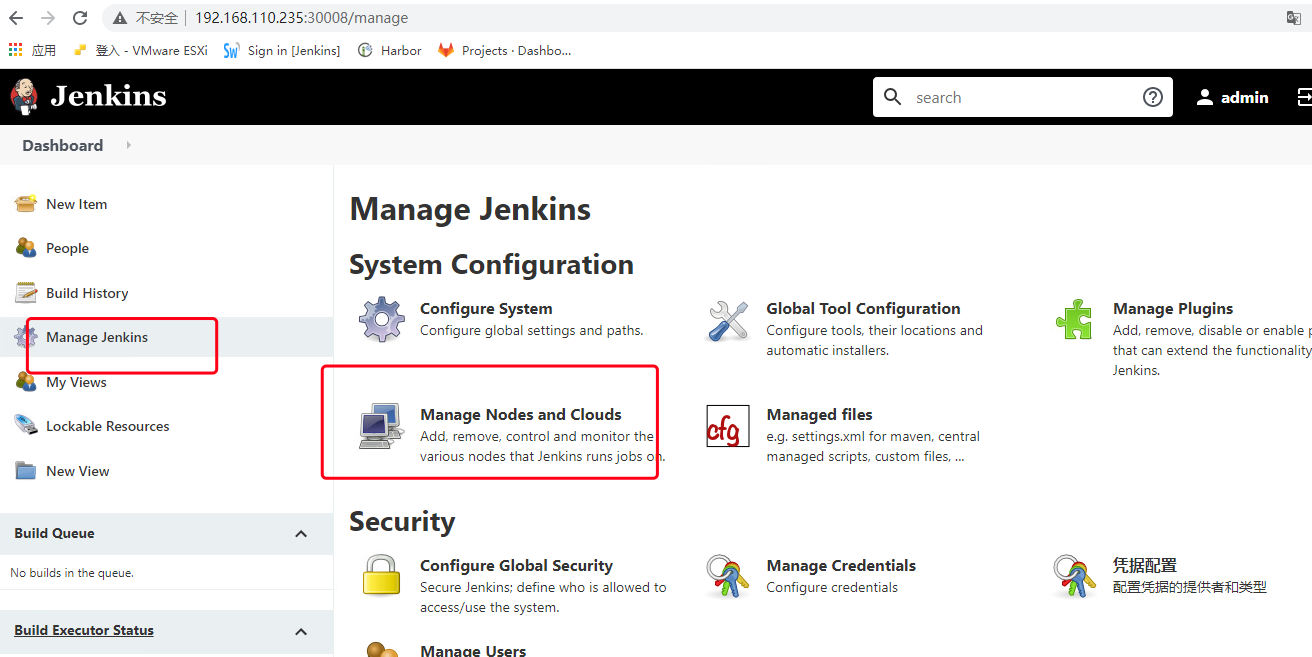 不安全 192.168.110.235:30008/manage
应用 登入 - VMware ESXi Sign in [Jenkins] Harbor Projects · Dashbo...
Jenkins
search
admin
Dashboard
New Item
People
Build History
Manage Jenkins
My Views
Lockable Resources
New View
Build Queue
No builds in the queue.
Build Executor Status
Manage Jenkins
System Configuration
Configure System
Configure global settings and paths.
Global Tool Configuration
Configure tools, their locations and
automatic installers.
Manage Plugins
Add, remove, disable or enable
that can extend the functionality
Jenkins.
Manage Nodes and Clouds
Add, remove, control and monitor the
various nodes that Jenkins runs jobs on.
cfg
Managed files
e.g. settings.xml for maven, central
managed scripts, custom files, ...
Security
Configure Global Security
Secure Jenkins; define who is allowed to
access/use the system.
Manage Credentials
Configure credentials
凭据配置
配置凭据的提供者和类型
Manage Users